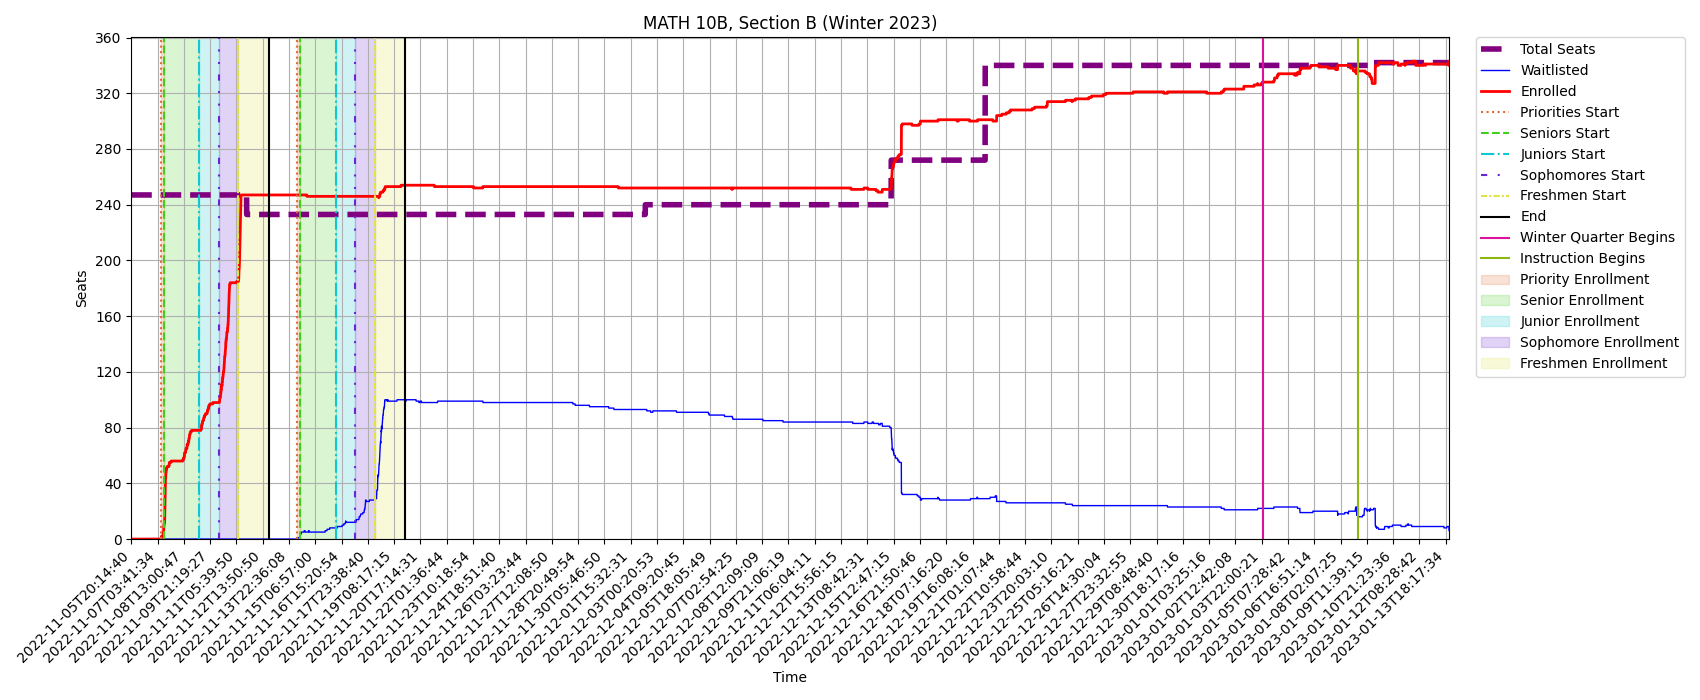 MATH 10B, Section B (Winter 2023)
360
320
280
240
200
160
120
80
40
0
Seats
2022-11-05T20:14:40
2022-11-07T03:41:34
2022-11-08T13:00:47
2022-11-09T21:19:27
2022-11-11T05:39:50
2022-11-12T13:50:50
2022-11-13T22:36:08
2022-11-15T06:57:00
2022-11-16T15:20:54
2022-11-17T23:38:40
2022-11-19T08:17:15
2022-11-20T17:14:31
2022-11-22T01:36:44
2022-11-23T10:18:54
2022-11-24T18:51:40
2022-11-26T03:23:44
2022-11-27T12:08:50
2022-11-28T20:49:54
2022-11-30T05:46:50
2022-12-01T15:32:31
2022-12-03T00:20:53
2022-12-04T09:20:45
2022-12-05T18:05:49
2022-12-07T02:54:25
2022-12-08T12:09:09
2022-12-09T21:06:19
2022-12-11T06:04:11
2022-12-12T15:56:15
2022-12-13T18:42:31
2022-12-15T12:47:15
2022-12-16T21:50:46
2022-12-18T07:16:20
2022-12-19T16:08:16
2022-12-21T01:07:44
2022-12-22T10:58:44
2022-12-23T20:03:10
2022-12-25T05:16:21
2022-12-26T14:30:04
2022-12-27T23:32:55
2022-12-29T08:48:40
2022-12-30T18:17:16
2023-01-01T03:25:16
2023-01-02T12:42:08
2023-01-03T22:00:21
2023-01-05T07:28:42
2023-01-06T16:51:14
2023-01-08T02:07:25
2023-01-09T11:39:15
2023-01-10T21:23:36
2023-01-12T08:28:42
2023-01-13T18:17:34
Time
Total Seats
Waitlisted
Enrolled
Priorities Start
Seniors Start
Juniors Start
Sophomores Start
Freshmen Start
End
Winter Quarter Begins
Instruction Begins
Priority Enrollment
Senior Enrollment
Junior Enrollment
Sophomore Enrollment
Freshmen Enrollment